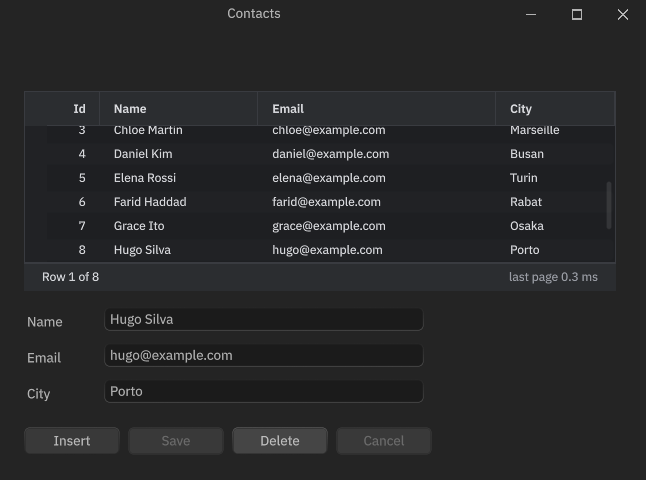 Contacts
Id Name Email City
3 Chloe Martin chloe@example.com Marseille
4 Daniel Kim daniel@example.com Busan
5 Elena Rossi elena@example.com Turin
6 Farid Haddad farid@example.com Rabat
7 Grace Ito grace@example.com Osaka
8 Hugo Silva hugo@example.com Porto
Row 1 of 8 last page 0.3 ms
Name Hugo Silva
Email hugo@example.com
City Porto
Insert Save Delete Cancel